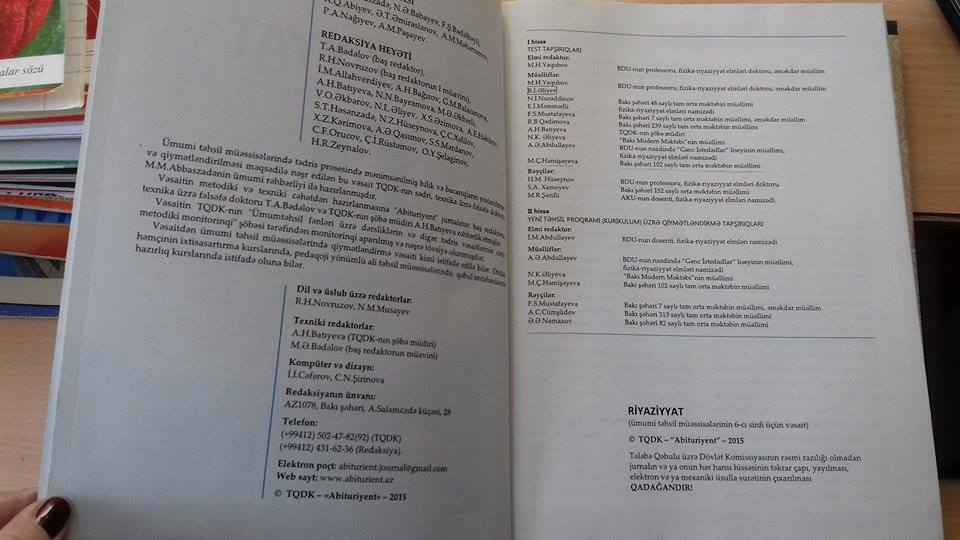 alar sözü
A.Q.Abıyev, Ə.T.Əmiraslanov, A.M.Məhərrəmov,
P.A.Nağıyev, A.M.Paşayev.
REDAKSİYA HEYƏTİ
T.A.Bədəlov (baş redaktor),
R.H.Novruzov (baş redaktorun I müavini),
İ.M.Allahverdiyev, A.H.Bağırov, G.M.Balacanova,
A.H.Batıyeva, N.N.Bayramova, M.Ə.Əkbərli,
V.O.Əkbərov, N.L.Əliyev, X.S.Əzimova, A.E.Həbibov,
S.T.Həsənzadə, N.Z.Hüseynova, Ç.C.Xəlilov,
X.Z.Kərimova, A.Ə.Qasımov, S.S.Mərdanov,
C.F.Orucov, Ç.İ.Rüstəmov, O.Y.Şelaginov,
H.R.Zeynalov.
Ümumi təhsil müəssisələrində tədris prosesində mənimsənilmiş bilik və bacarıqların yoxlanılması
və qiymətləndirilməsi məqsədilə nəşr edilən bu vəsait TQDK-nın sədri, texnika üzrə fəlsəfə doktoru
M.M.Abbaszadənin ümumi rəhbərliyi ilə hazırlanmışdır.
Vəsaitin metodiki və texniki cəhətdən hazırlanmasına "Abituriyent" jurnalının baş redaktoru,
texnika üzrə fəlsəfə doktoru T.A.Bədəlov və TQDK-nın şöbə müdiri A.H.Batıyeva rəhbərlik etmişlər.
Vəsaitin TQDK-nın "Ümumtəhsil fənləri üzrə dərsliklərin və digər tədris vəsaitlərinin elmi-
metodiki monitorinqi" şöbəsi tərəfindən monitorinqi aparılmış və nəşrə tövsiyə olunmuşdur.
Vəsaitdən ümumi təhsil müəssisələrində qiymətləndirmə vəsaiti kimi istifadə edilə bilər. Ondan
həmçinin ixtisasartırma kurslarında, pedaqoji yönümlü ali təhsil müəssisələrində, qəbul imtahanlarına
hazırlıq kurslarında istifadə oluna bilər.
Dil və üslub üzrə redaktorlar:
R.H.Novruzov, N.M.Musayev
Texniki redaktorlar:
A.H.Batıyeva (TQDK-nın şöbə müdiri)
M.Ə.Bədəlov (baş redaktorun müavini)
Kompüter və dizayn:
İ.İ.Cəfərov, C.N.Şirinova
Redaksiyanın ünvanı:
AZ1078, Bakı şəhəri, A.Salamzadə küçəsi, 28
Telefon:
(+99412) 502-47-82(92) (TQDK)
(+99412) 431-62-36 (Redaksiya).
Elektron poçt: abiturient.journal@gmail.com
Web sayt: www.abiturient.az
© TQDK – «Abituriyent» – 2015
I hissə
TEST TAPŞIRIQLARI
Elmi redaktor:
M.H.Yaqubov BDU-nun professoru, fizika-riyaziyyat elmləri doktoru, əməkdar müəllim
Müəlliflər:
M.H.Yaqubov BDU-nun professoru, fizika-riyaziyyat elmləri doktoru, əməkdar müəllim
B.İ.Əliyev
N.İ.Nuraddinov Bakı şəhəri 48 saylı tam orta məktəbin müəllimi
E.İ.Məmmədli fizika-riyaziyyat elmləri namizədi
F.S.Mustafayeva Bakı şəhəri 7 saylı tam orta məktəbin müəllimi, əməkdar müəllim
R.B.Qadimova Bakı şəhəri 239 saylı tam orta məktəbin müəllimi
A.H.Batıyeva TQDK-nın şöbə müdiri
N.K.Əliyeva "Bakı Modern Məktəbi"nin müəllimi
A.Ə.Abdullayev BDU-nun nəzdində "Gənc istedadlar" liseyinin müəllimi,
fizika-riyaziyyat elmləri namizədi
M.Ç.Həmişəyeva Bakı şəhəri 102 saylı tam orta məktəbin müəllimi
Rəyçilər:
H.M. Hüseynov BDU-nun professoru, fizika-riyaziyyat elmləri doktoru
S.A. Xamoyev Bakı şəhəri 152 saylı tam orta məktəbin müəllimi
M.R.Şərifli AKU-nun dosenti, fizika-riyaziyyat elmləri namizədi
II hissə
YENİ TƏHSİL PROQRAMI (KURİKULUM) ÜZRƏ QİYMƏTLƏNDİRMƏ TAPŞIRIQLARI
Elmi redaktor:
İ.M.Abdullayev BDU-nun dosenti, fizika-riyaziyyat elmləri namizədi
Müəlliflər:
A.Ə.Abdullayev BDU-nun nəzdində "Gənc İstedadlar" liseyinin müəllimi,
fizika-riyaziyyat elmləri namizədi
N.K.Əliyeva "Bakı Modern Məktəbi"nin müəllimi
M.Ç.Həmişəyeva Bakı şəhəri 102 saylı tam orta məktəbin müəllimi
Rəyçilər:
F.S.Mustafayeva Bakı şəhəri 7 saylı tam orta məktəbin müəllimi, əməkdar müəllim
A.C.Cümşüdov Bakı şəhəri 313 saylı tam orta məktəbin müəllimi
Ə.Ə.Namazov Bakı şəhəri 82 saylı tam orta məktəbin müəllimi
RİYAZİYYAT
(ümumi təhsil müəssisələrinin 6-cı sinfi üçün vəsait)
© TQDK – "Abituriyent" – 2015
Tələbə Qəbulu üzrə Dövlət Komissiyasının rəsmi razılığı olmadan
jurnalın və ya onun hər hansı hissəsinin təkrar çapı, yayılması,
elektron və ya mexaniki üsulla surətinin çıxarılması
QADAĞANDIR!